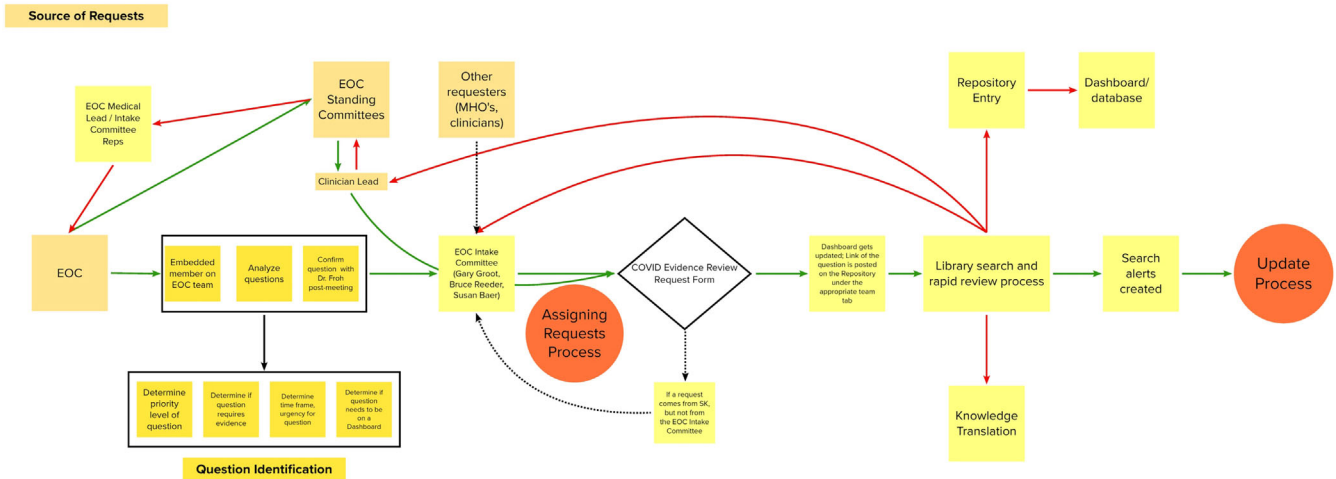 Source of Requests
EOC Medical
Lead / Intake
Committee
Reps
EOC
Standing
Committees
Other
requesters
(MHO's,
clinicians)
Repository
Entry
Dashboard/
database
Clinician Lead
EOC
Embedded
member on
EOC team
Analyze
questions
Confirm
question with
Dr. Froh
post-meeting
EOC Intake
Committee
(Gary Groot,
Bruce Reeder,
Susan Baer)
Assigning
Requests
Process
COVID Evidence Review
Request Form
Dashboard gets
updated; Link of the
question is posted
on the Repository
under the
appropriate team
tab
Library search and
rapid review process
Search
alerts
created
Update
Process
Determine
priority
level of
question
Determine if
question
requires
evidence
Determine
time frame,
urgency for
question
Determine if
question
needs to be
on a
Dashboard
If a request
comes from SK,
but not from
the EOC Intake
Committee
Knowledge
Translation
Question Identification